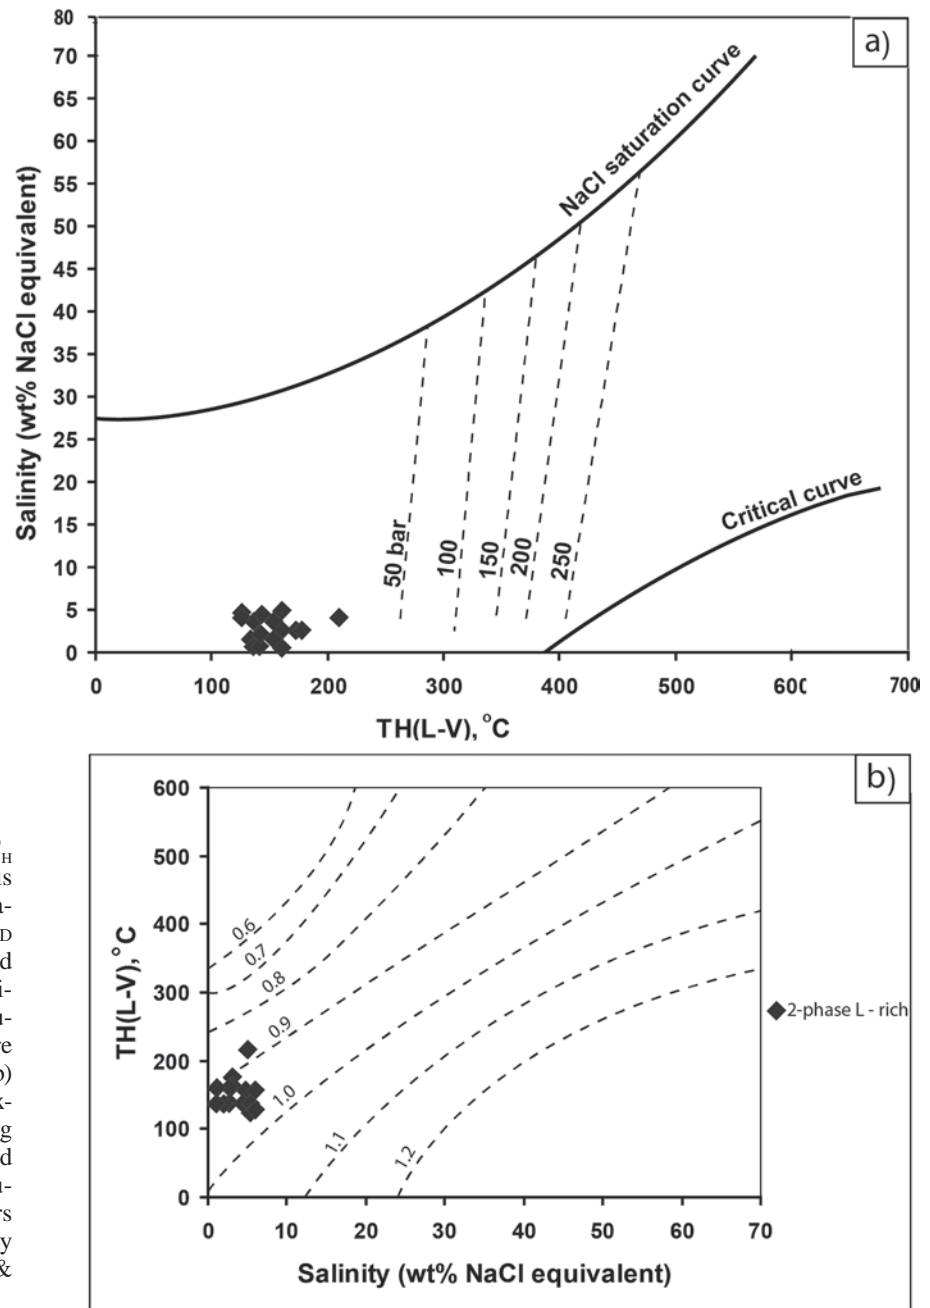 a)
80
70
65
60
55
50
45
40
35
30
25
20
15
10
5
0
Salinity (wt% NaCl equivalent)
NaCl saturation curve
Critical curve
50 bar
100
150
200
250
0 100 200 300 400 500 600 700
TH(L-V), °C
b)
600
500
400
300
200
100
0
TH(L-V), °C
0.6
0.7
0.8
0.9
1.0
1.1
1.2
2-phase L - rich
0 10 20 30 40 50 60 70
Salinity (wt% NaCl equivalent)
H
is
a-
D
d
i-
u-
re
b)
x-
g
d
u-
rs
y
&